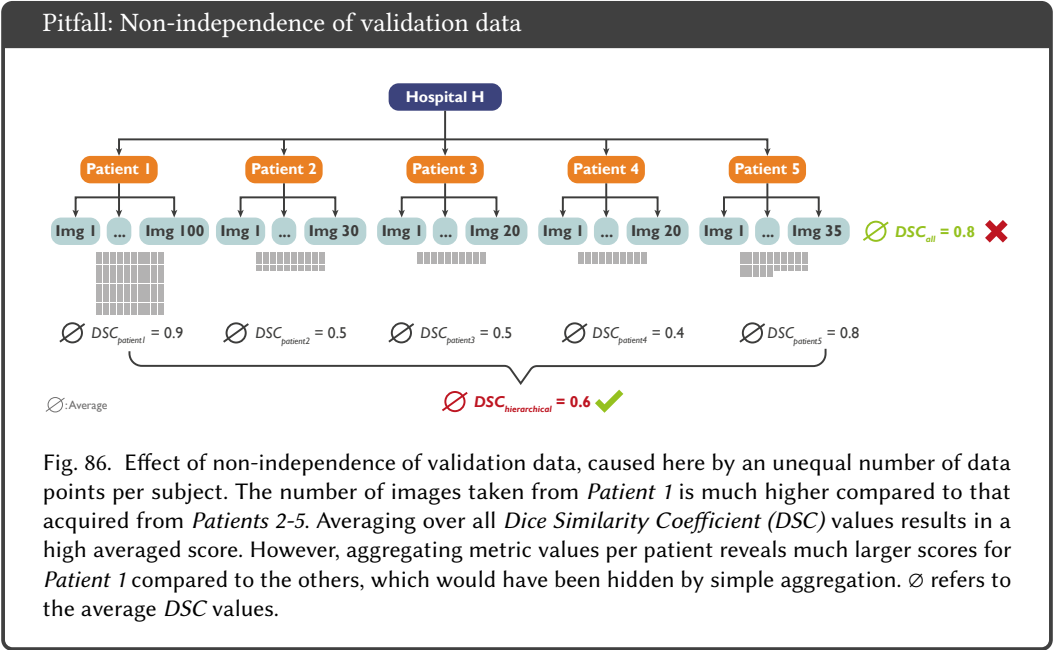 Pitfall: Non-independence of validation data
Hospital H
Patient 1 Patient 2 Patient 3 Patient 4 Patient 5
Img 1 ... Img 100 Img 1 ... Img 30 Img 1 ... Img 20 Img 1 ... Img 20 Img 1 ... Img 35 ∅ DSC_all = 0.8
∅ DSC_patient1 = 0.9 ∅ DSC_patient2 = 0.5 ∅ DSC_patient3 = 0.5 ∅ DSC_patient4 = 0.4 ∅ DSC_patient5 = 0.8
∅: Average ∅ DSC_hierarchical = 0.6
Fig. 86. Effect of non-independence of validation data, caused here by an unequal number of data
points per subject. The number of images taken from Patient 1 is much higher compared to that
acquired from Patients 2-5. Averaging over all Dice Similarity Coefficient (DSC) values results in a
high averaged score. However, aggregating metric values per patient reveals much larger scores for
Patient 1 compared to the others, which would have been hidden by simple aggregation. ∅ refers to
the average DSC values.